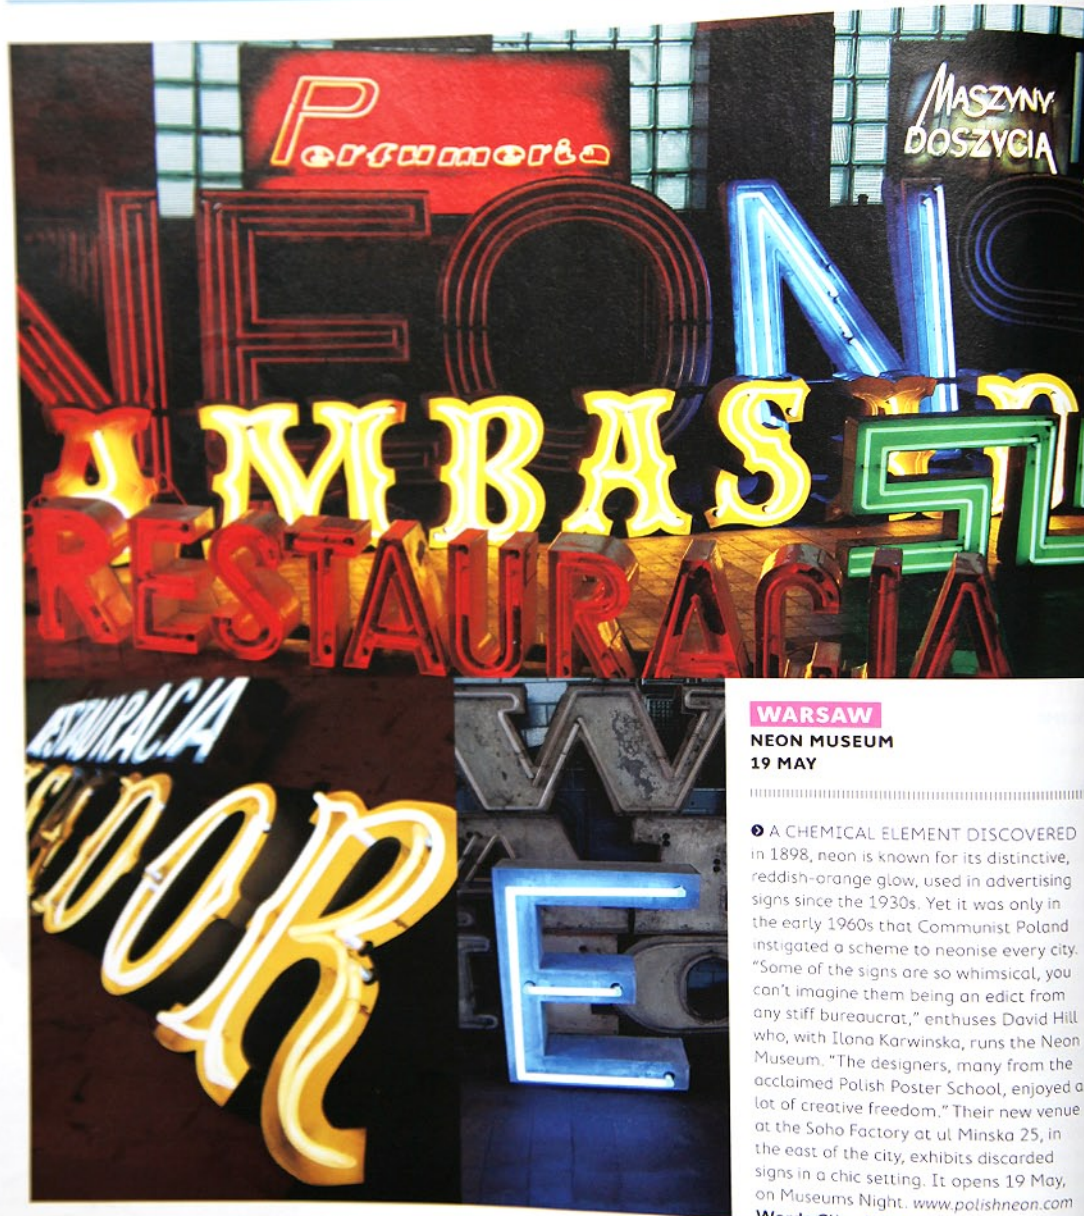 Perfumeria
MASZYNY
DO SZYCIA
NEON
AMBAS
RESTAURACJA
RESTAURACJA
ADOR
W
E
WARSAW
NEON MUSEUM
19 MAY
A CHEMICAL ELEMENT DISCOVERED
in 1898, neon is known for its distinctive,
reddish-orange glow, used in advertising
signs since the 1930s. Yet it was only in
the early 1960s that Communist Poland
instigated a scheme to neonise every city.
"Some of the signs are so whimsical, you
can't imagine them being an edict from
any stiff bureaucrat," enthuses David Hill
who, with Ilona Karwinska, runs the Neon
Museum. "The designers, many from the
acclaimed Polish Poster School, enjoyed a
lot of creative freedom." Their new venue
at the Soho Factory at ul Minska 25, in
the east of the city, exhibits discarded
signs in a chic setting. It opens 19 May,
on Museums Night. www.polishneon.com